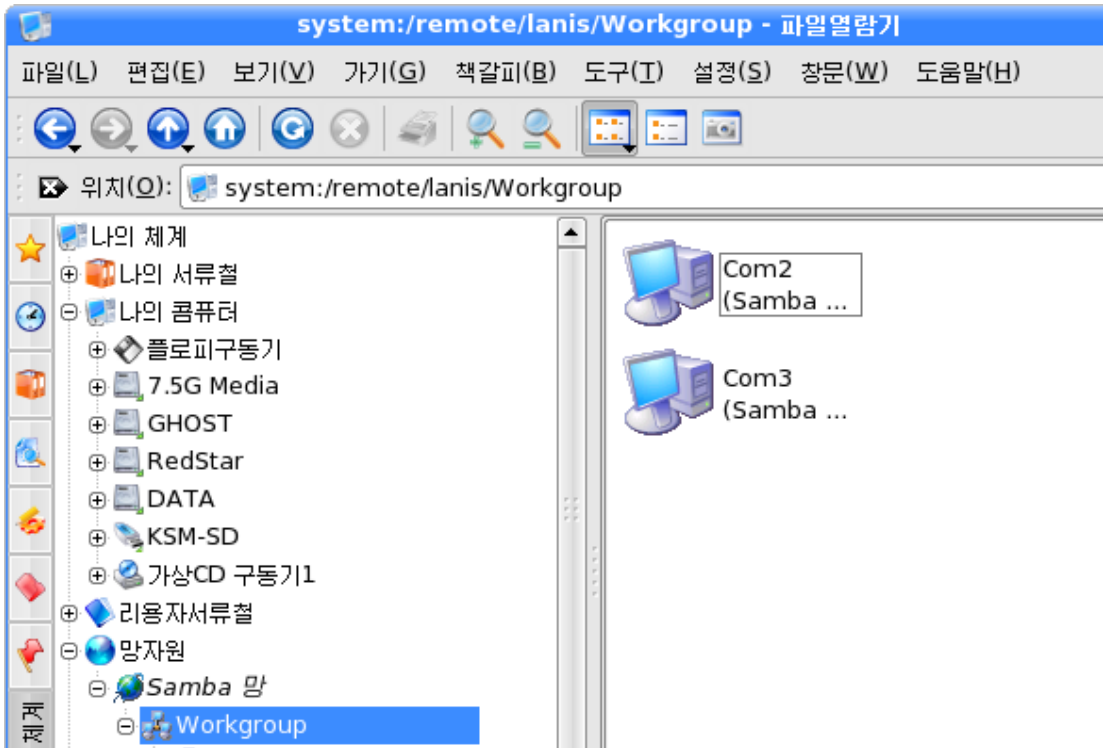 system:/remote/lanis/Workgroup - 파일열람기
파일(L) 편집(E) 보기(V) 가기(G) 책갈피(B) 도구(T) 설정(S) 창문(W) 도움말(H)
위치(O): system:/remote/lanis/Workgroup
나의 체계
나의 서류철
나의 콤퓨터
플로피구동기
7.5G Media
GHOST
RedStar
DATA
KSM-SD
가상CD 구동기1
리용자서류철
망자원
Samba 망
Workgroup
체계
Com2
(Samba ...
Com3
(Samba ...